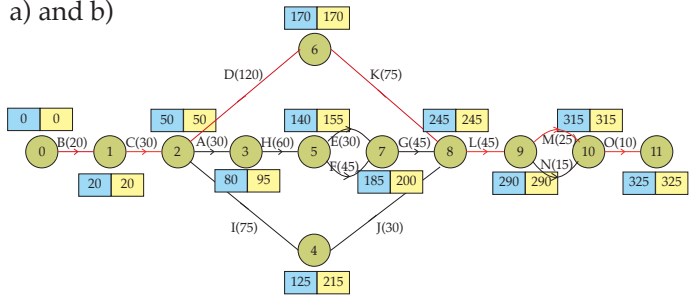 a) and b)
170 170
6
D(120) K(75)
0 0 50 50 140 155 245 245 315 315
B(20) C(30) A(30) H(60) E(30) G(45) L(45) M(25) O(10)
0 1 2 3 5 7 8 9 10 11
F(45) N(15)
20 20 80 95 185 200 290 290 325 325
I(75) J(30)
4
125 215